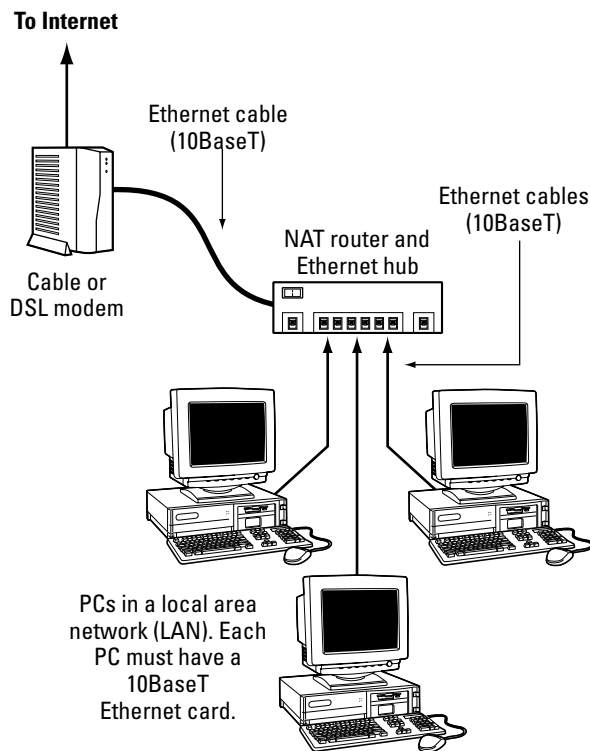 To Internet
Ethernet cable
(10BaseT)
Ethernet cables
(10BaseT)
NAT router and
Ethernet hub
Cable or
DSL modem
PCs in a local area
network (LAN). Each
PC must have a
10BaseT
Ethernet card.